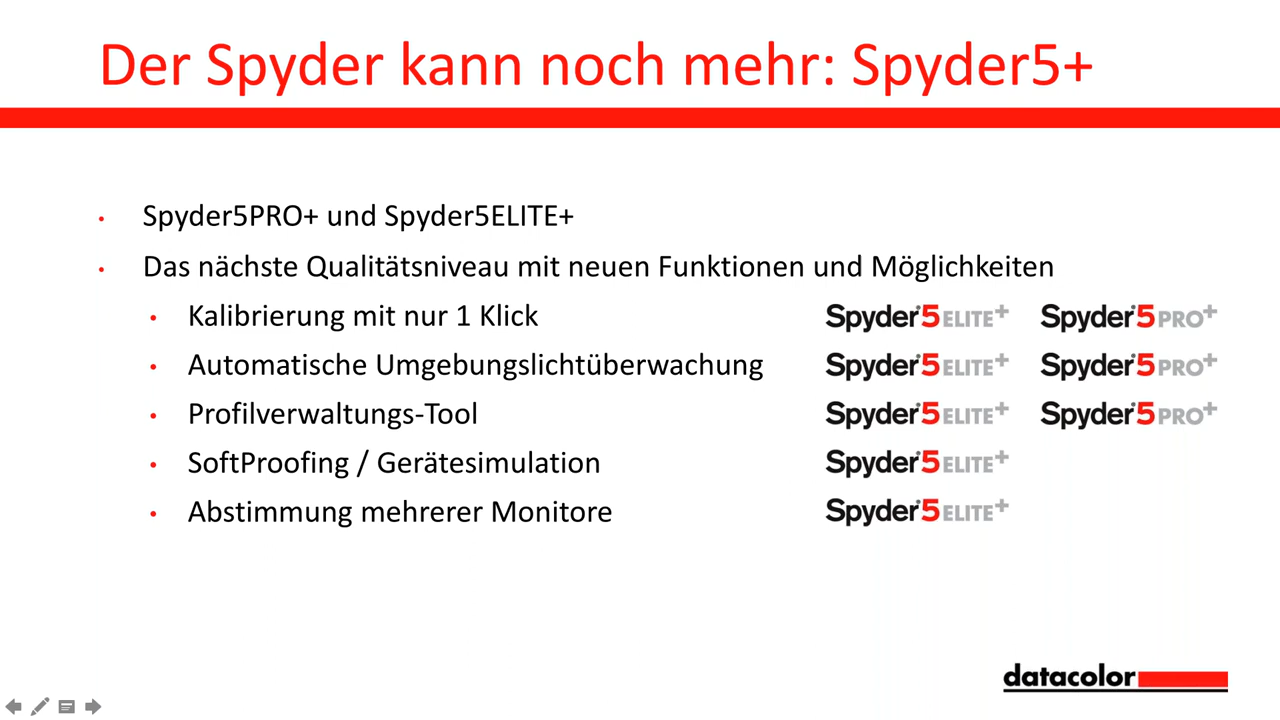 Der Spyder kann noch mehr: Spyder5+
• Spyder5PRO+ und Spyder5ELITE+
• Das nächste Qualitätsniveau mit neuen Funktionen und Möglichkeiten
• Kalibrierung mit nur 1 Klick Spyder5ELITE+ Spyder5PRO+
• Automatische Umgebungslichtüberwachung Spyder5ELITE+ Spyder5PRO+
• Profilverwaltungs-Tool Spyder5ELITE+ Spyder5PRO+
• SoftProofing / Gerätesimulation Spyder5ELITE+
• Abstimmung mehrerer Monitore Spyder5ELITE+
datacolor